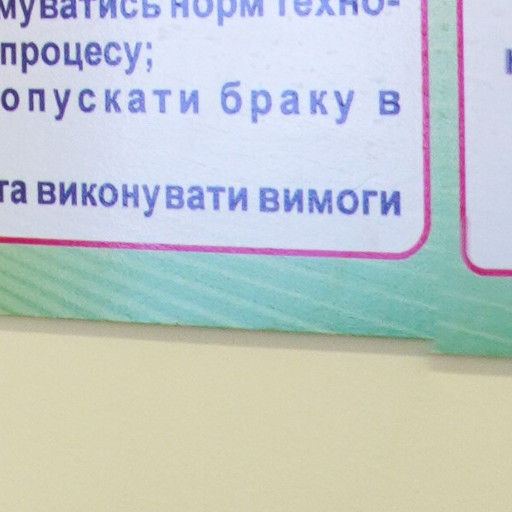 муватись норм техно-
процесу;
опускати браку в
та виконувати вимоги